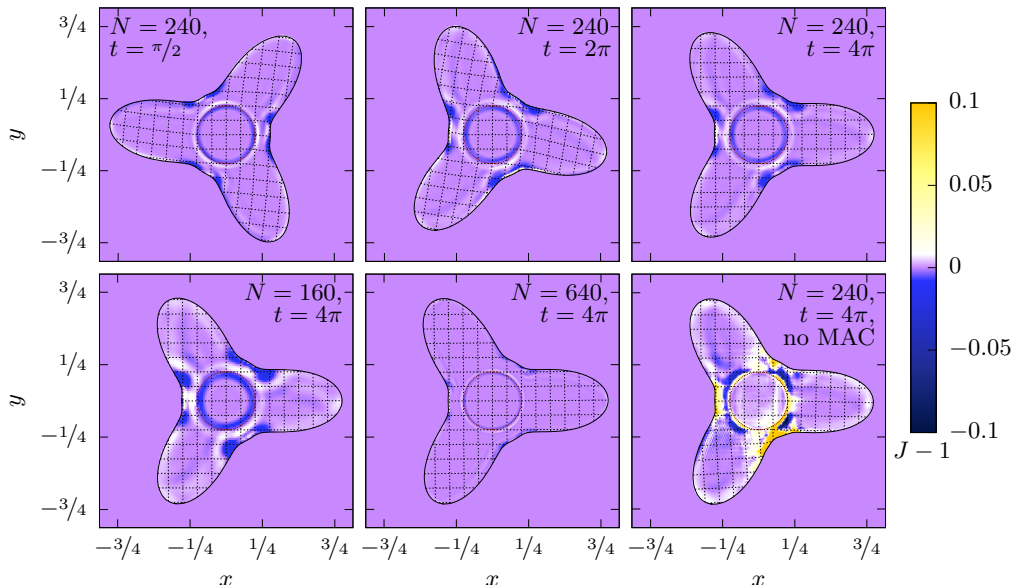 N = 240,
t = π/2
N = 240
t = 2π
N = 240,
t = 4π
3/4
1/4
−1/4
−3/4
y
0.1
0.05
0
−0.05
−0.1
J − 1
N = 160,
t = 4π
N = 640,
t = 4π
N = 240,
t = 4π,
no MAC
3/4
1/4
−1/4
−3/4
y
−3/4 −1/4 1/4 3/4 −3/4 −1/4 1/4 3/4 −3/4 −1/4 1/4 3/4
x x x